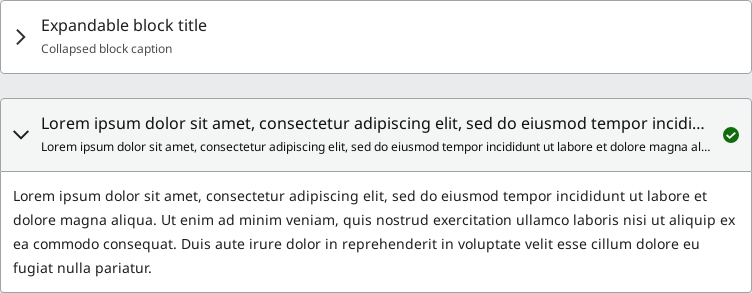 Expandable block title
Collapsed block caption
Lorem ipsum dolor sit amet, consectetur adipiscing elit, sed do eiusmod tempor incidi...
Lorem ipsum dolor sit amet, consectetur adipiscing elit, sed do eiusmod tempor incididunt ut labore et dolore magna al...
Lorem ipsum dolor sit amet, consectetur adipiscing elit, sed do eiusmod tempor incididunt ut labore et
dolore magna aliqua. Ut enim ad minim veniam, quis nostrud exercitation ullamco laboris nisi ut aliquip ex
ea commodo consequat. Duis aute irure dolor in reprehenderit in voluptate velit esse cillum dolore eu
fugiat nulla pariatur.